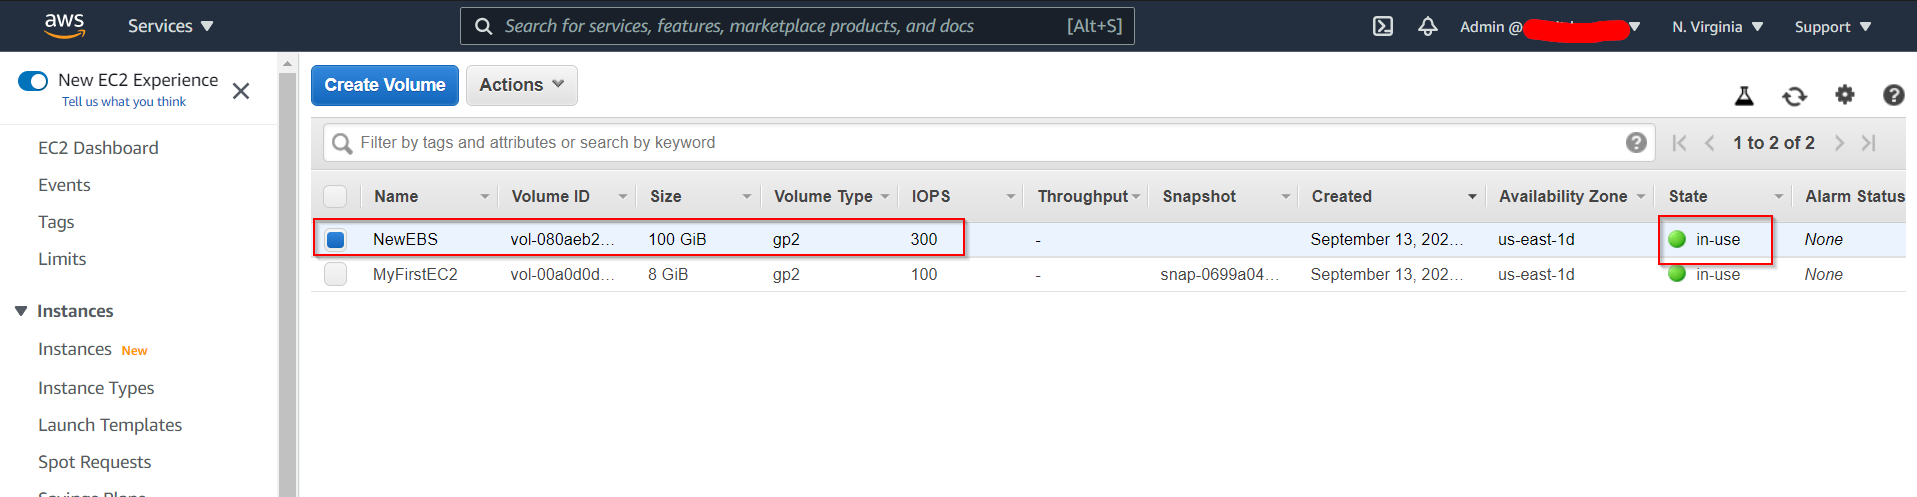 aws Services Search for services, features, marketplace products, and docs [Alt+S] Admin @ N. Virginia Support
New EC2 Experience
Tell us what you think
EC2 Dashboard
Events
Tags
Limits
Instances
Instances New
Instance Types
Launch Templates
Spot Requests
Savings Plans
Create Volume Actions
Filter by tags and attributes or search by keyword 1 to 2 of 2
Name Volume ID Size Volume Type IOPS Throughput Snapshot Created Availability Zone State Alarm Status
NewEBS vol-080aeb2... 100 GiB gp2 300 - September 13, 202... us-east-1d in-use None
MyFirstEC2 vol-00a0d0d... 8 GiB gp2 100 - snap-0699a04... September 13, 202... us-east-1d in-use None